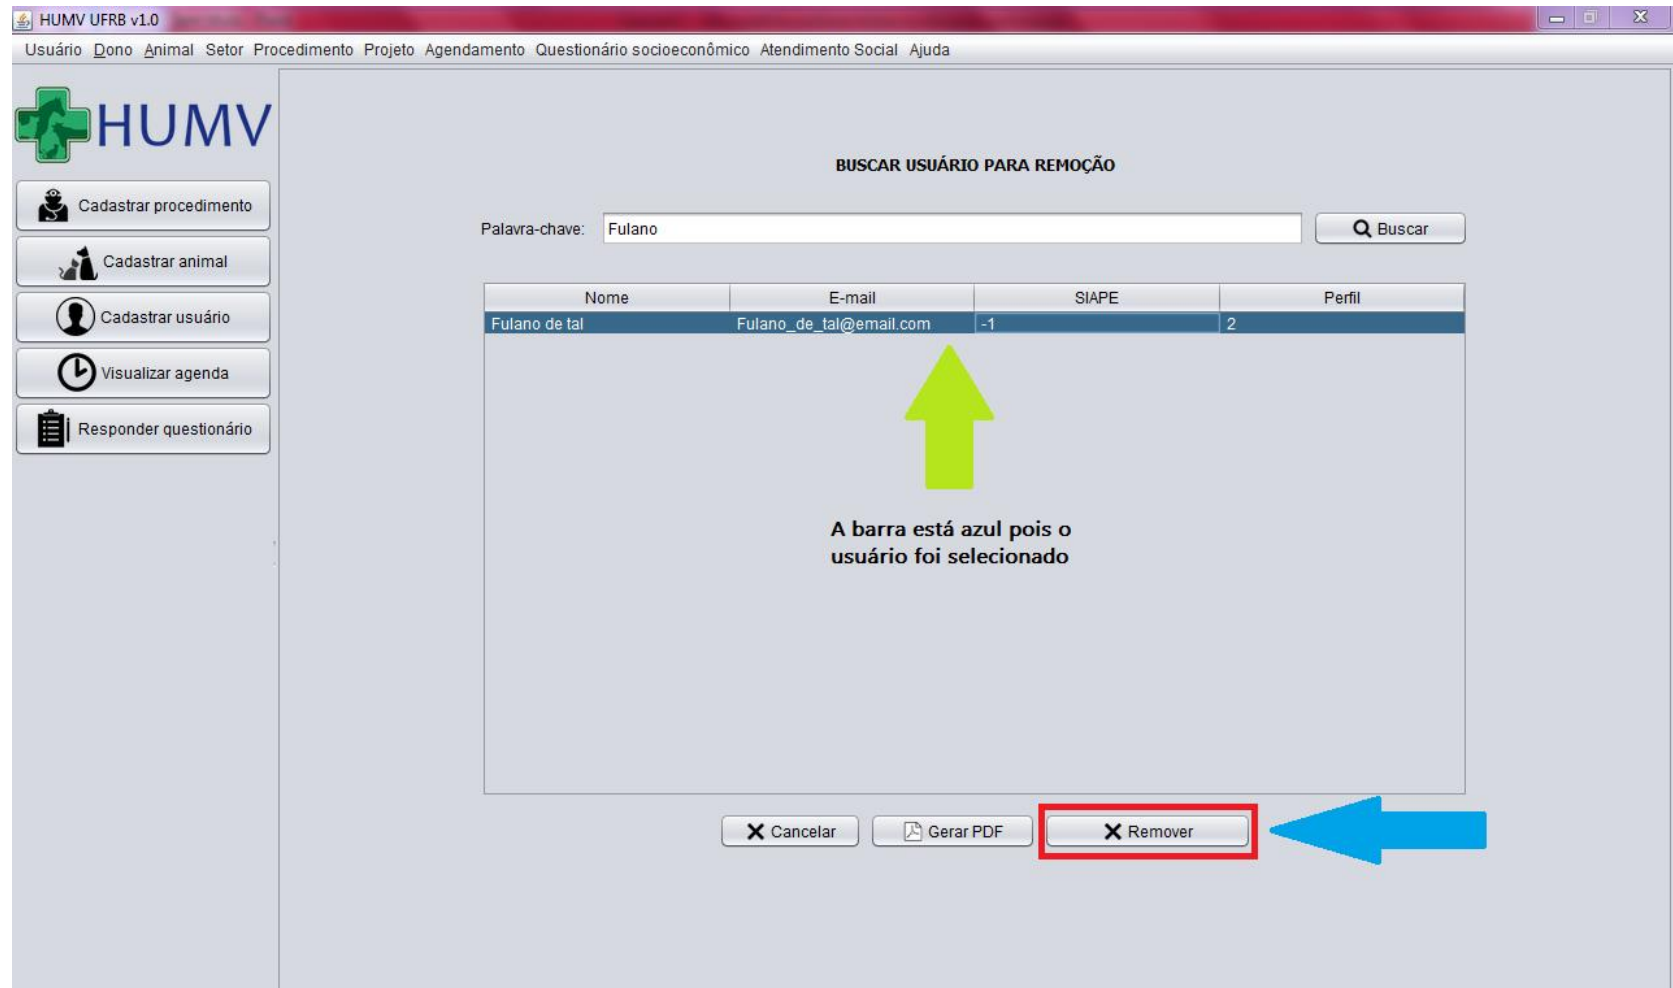 HUMV UFRB v1.0
Usuário Dono Animal Setor Procedimento Projeto Agendamento Questionário socioeconômico Atendimento Social Ajuda
HUMV
Cadastrar procedimento
Cadastrar animal
Cadastrar usuário
Visualizar agenda
Responder questionário
BUSCAR USUÁRIO PARA REMOÇÃO
Palavra-chave: Fulano Buscar
Nome E-mail SIAPE Perfil
Fulano de tal Fulano_de_tal@email.com -1 2
A barra está azul pois o
usuário foi selecionado
Cancelar Gerar PDF Remover